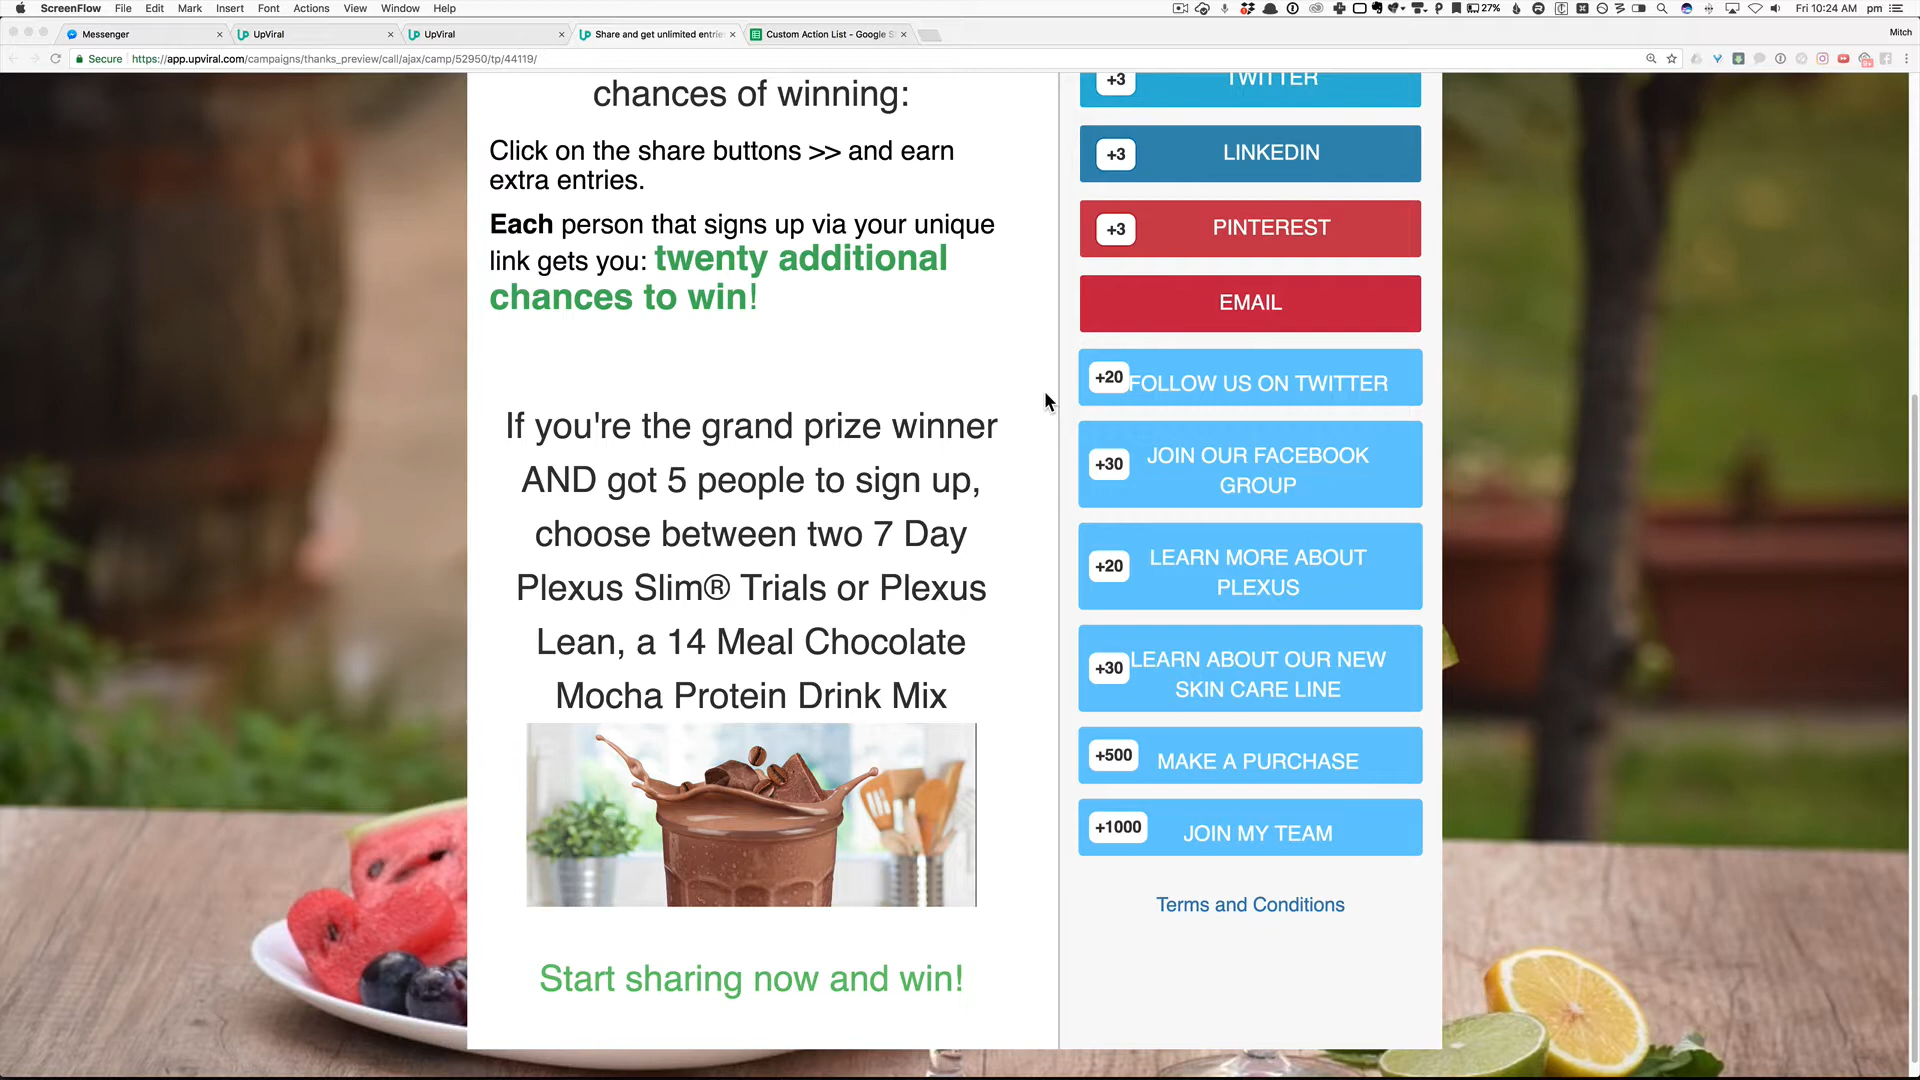 ScreenFlow File Edit Mark Insert Font Actions View Window Help
27% Fri 10:24 AM pm
Messenger × UpViral × UpViral × Share and get unlimited entrie × Custom Action List - Google S ×
Mitch
Secure https://app.upviral.com/campaigns/thanks_preview/call/ajax/camp/52950/tp/44119/
chances of winning:
Click on the share buttons >> and earn
extra entries.
Each person that signs up via your unique
link gets you: twenty additional
chances to win!
If you're the grand prize winner
AND got 5 people to sign up,
choose between two 7 Day
Plexus Slim® Trials or Plexus
Lean, a 14 Meal Chocolate
Mocha Protein Drink Mix
Start sharing now and win!
+3 TWITTER
+3 LINKEDIN
+3 PINTEREST
EMAIL
+20 FOLLOW US ON TWITTER
+30 JOIN OUR FACEBOOK
GROUP
+20 LEARN MORE ABOUT
PLEXUS
+30 LEARN ABOUT OUR NEW
SKIN CARE LINE
+500 MAKE A PURCHASE
+1000 JOIN MY TEAM
Terms and Conditions